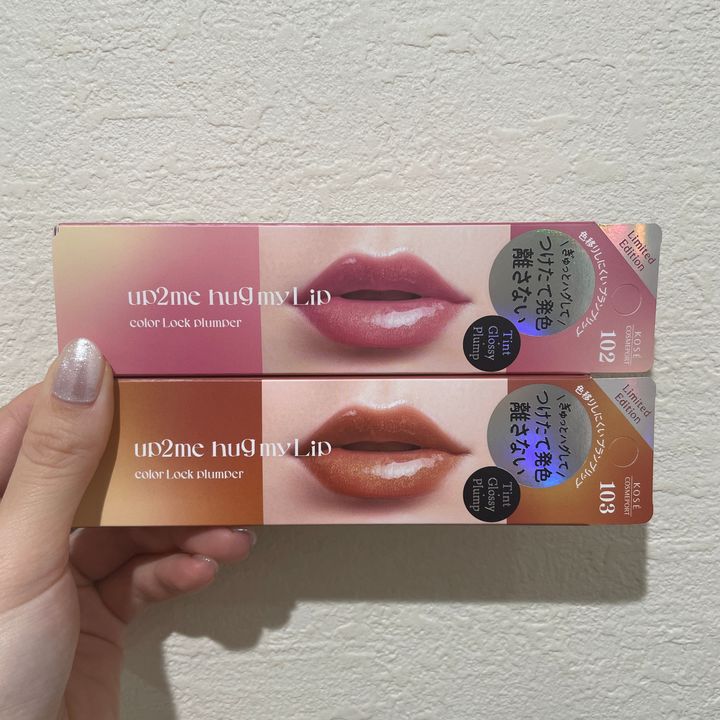 up2me hug my Lip
color Lock plumper
Tint
Glossy
Plump
\ぎゅっとハグして/
つけたて発色
離さない
色移りしにくいプランプリップ
Limited
Edition
KOSÉ
COSMEPORT
102
up2me hug my Lip
color Lock plumper
Tint
Glossy
Plump
\ぎゅっとハグして/
つけたて発色
離さない
色移りしにくいプランプリップ
Limited
Edition
KOSÉ
COSMEPORT
103